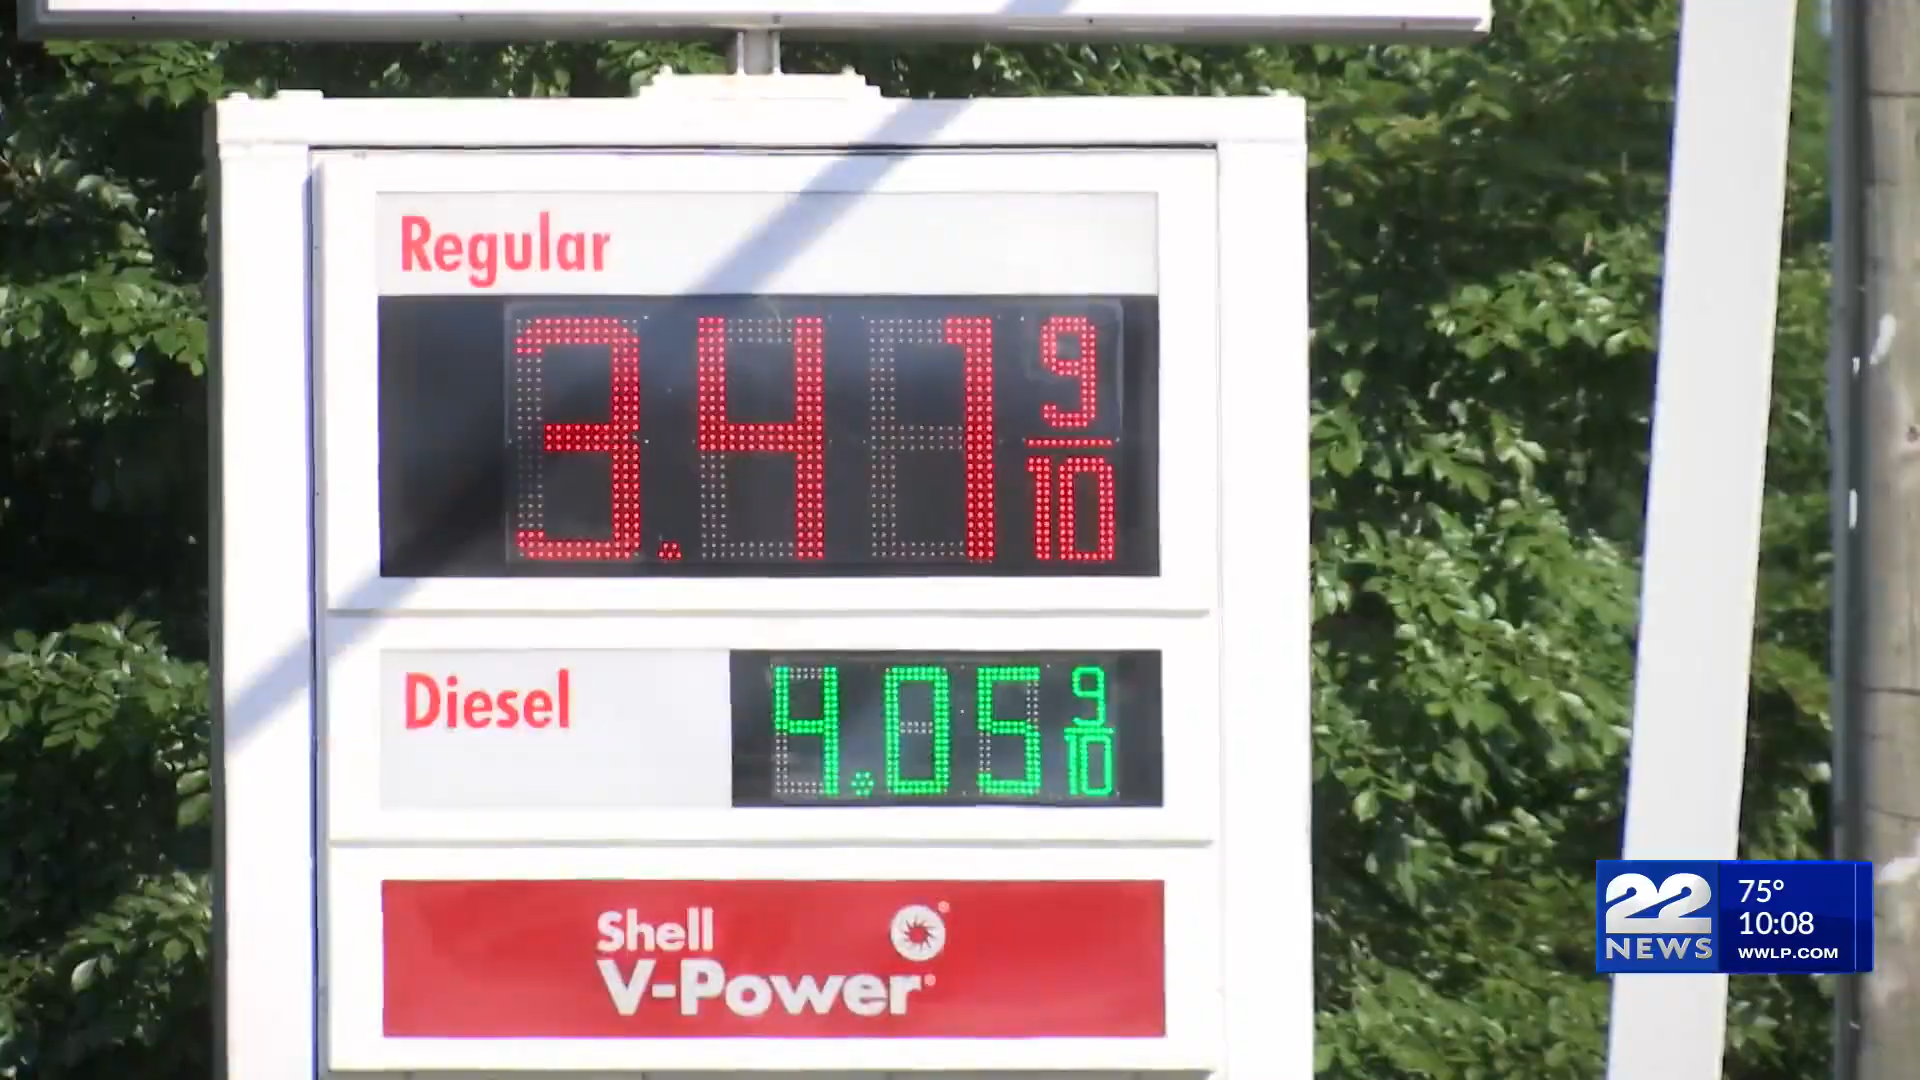 Regular
3.41 9/10
Diesel
4.05 9/10
Shell
V-Power
22
NEWS
75°
10:08
WWLP.COM